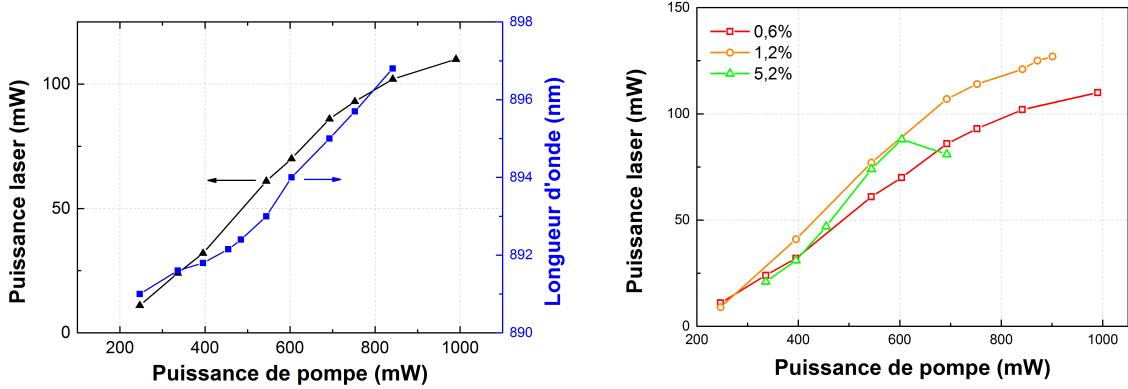 898
896
894
892
890
100
50
0
200 400 600 800 1000
Puissance laser (mW)
Longueur d'onde (nm)
Puissance de pompe (mW)
150
100
50
0
400 600 800 1000
0,6%
1,2%
5,2%
Puissance laser (mW)
Puissance de pompe (mW)